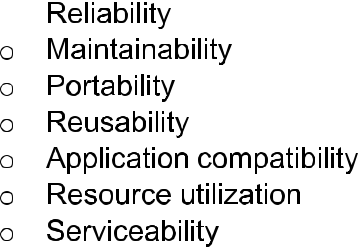 Reliability
o Maintainability
o Portability
o Reusability
o Application compatibility
o Resource utilization
o Serviceability